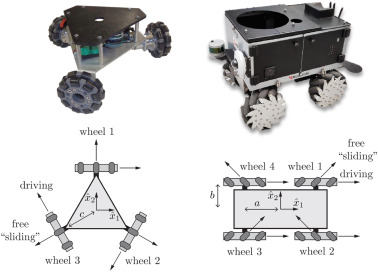 wheel 1
driving
x̂2
x̂1
c
free
"sliding"
wheel 3
wheel 2
free
"sliding"
wheel 4
wheel 1
driving
b
a
x̂2
x̂1
wheel 3
wheel 2